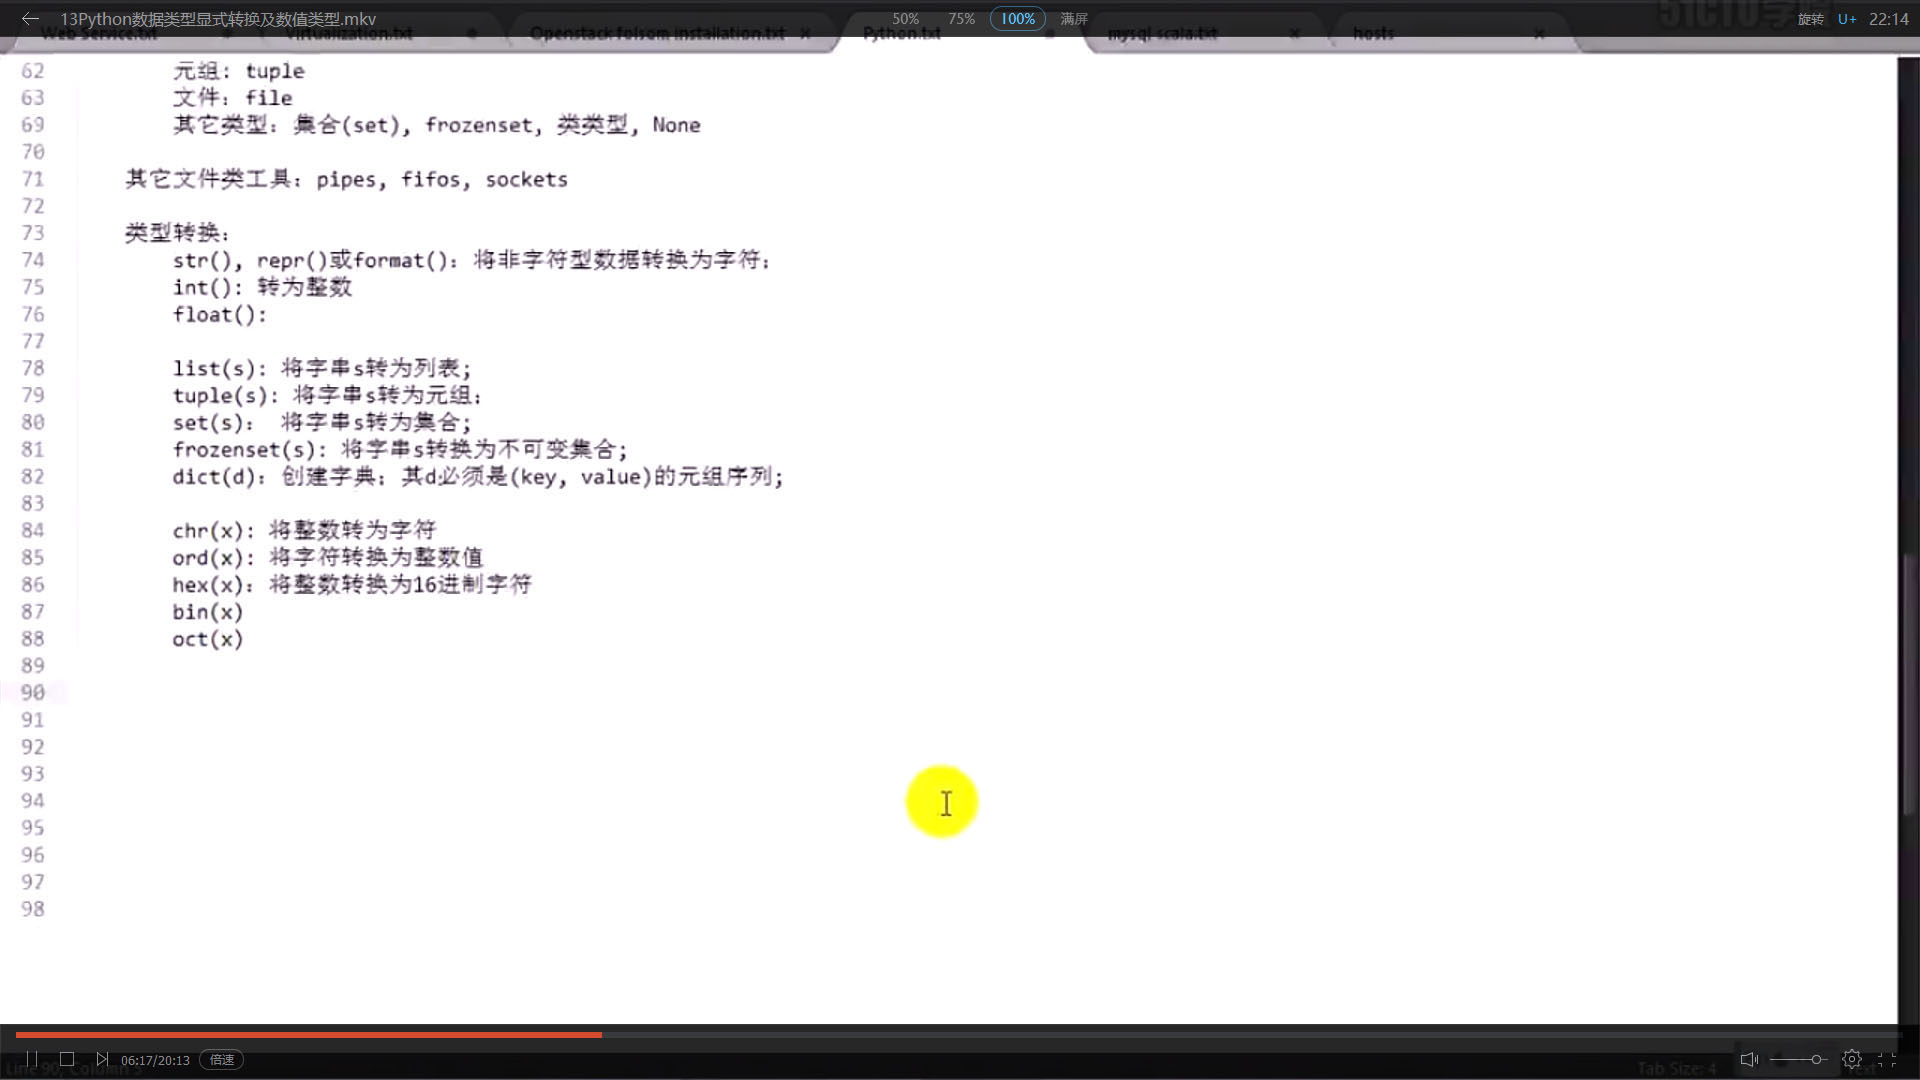 13Python数据类型显式转换及数值类型.mkv 50% 75% 100% 满屏 旋转 U+ 22:14
Web Service.txt Virtualization.txt Openstack folsom installation.txt Python.txt mysql scala.txt hosts
62 元组: tuple
63 文件: file
69 其它类型: 集合(set), frozenset, 类类型, None
70
71 其它文件类工具: pipes, fifos, sockets
72
73 类型转换:
74 str(), repr()或format(): 将非字符型数据转换为字符;
75 int(): 转为整数
76 float():
77
78 list(s): 将字串s转为列表;
79 tuple(s): 将字串s转为元组;
80 set(s): 将字串s转为集合;
81 frozenset(s): 将字串s转换为不可变集合;
82 dict(d): 创建字典; 其d必须是(key, value)的元组序列;
83
84 chr(x): 将整数转为字符
85 ord(x): 将字符转换为整数值
86 hex(x): 将整数转换为16进制字符
87 bin(x)
88 oct(x)
89
90
91
92
93
94
95
96
97
98
06:17/20:13 倍速
Line 90, Column 5 Tab Size: 4